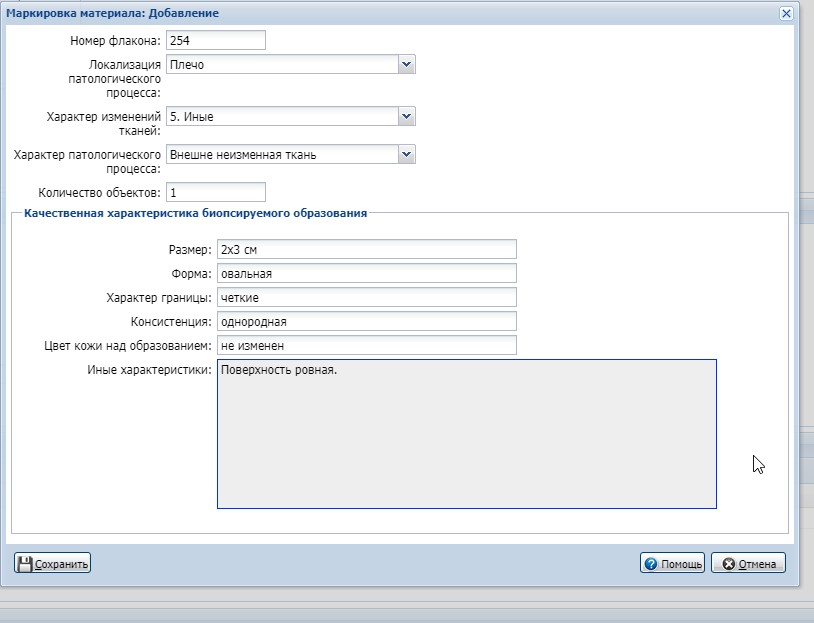 Маркировка материала: Добавление
Номер флакона: 254
Локализация патологического процесса: Плечо
Характер изменений тканей: 5. Иные
Характер патологического процесса: Внешне неизменная ткань
Количество объектов: 1
Качественная характеристика биопсируемого образования
Размер: 2х3 см
Форма: овальная
Характер границы: четкие
Консистенция: однородная
Цвет кожи над образованием: не изменен
Иные характеристики: Поверхность ровная.
Сохранить Помощь Отмена